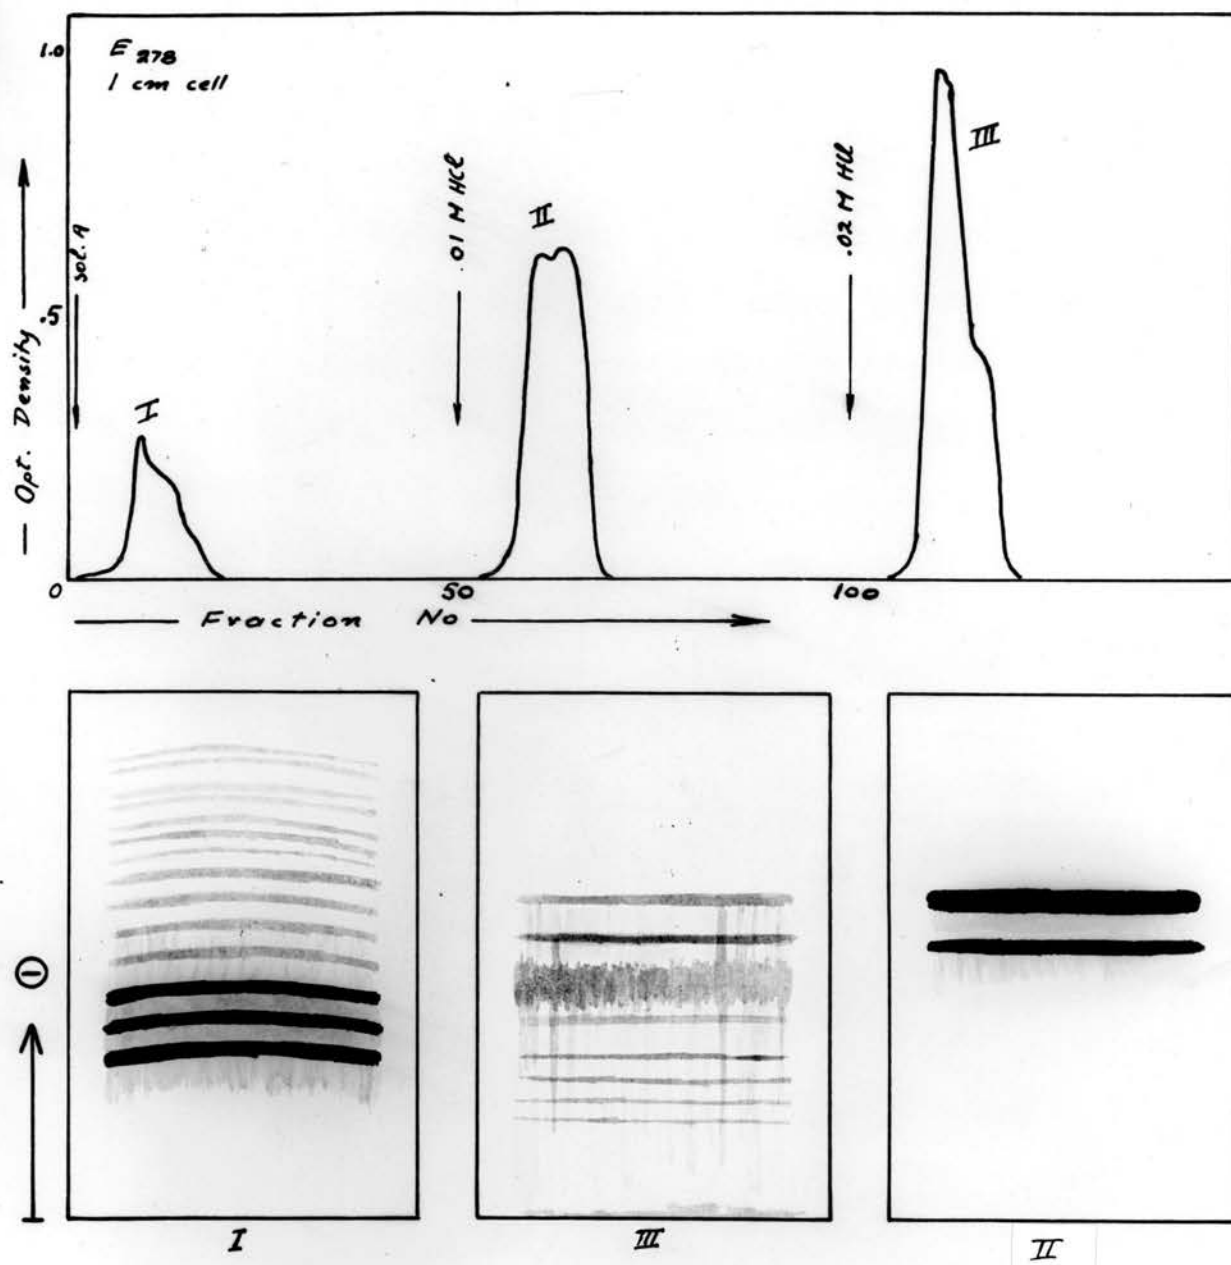 1.0
E 278
1 cm cell
III
.01 M HCl
.02 M HCl
II
sol. A
.5
Opt. Density
I
0
50
100
Fraction No
I
III
II